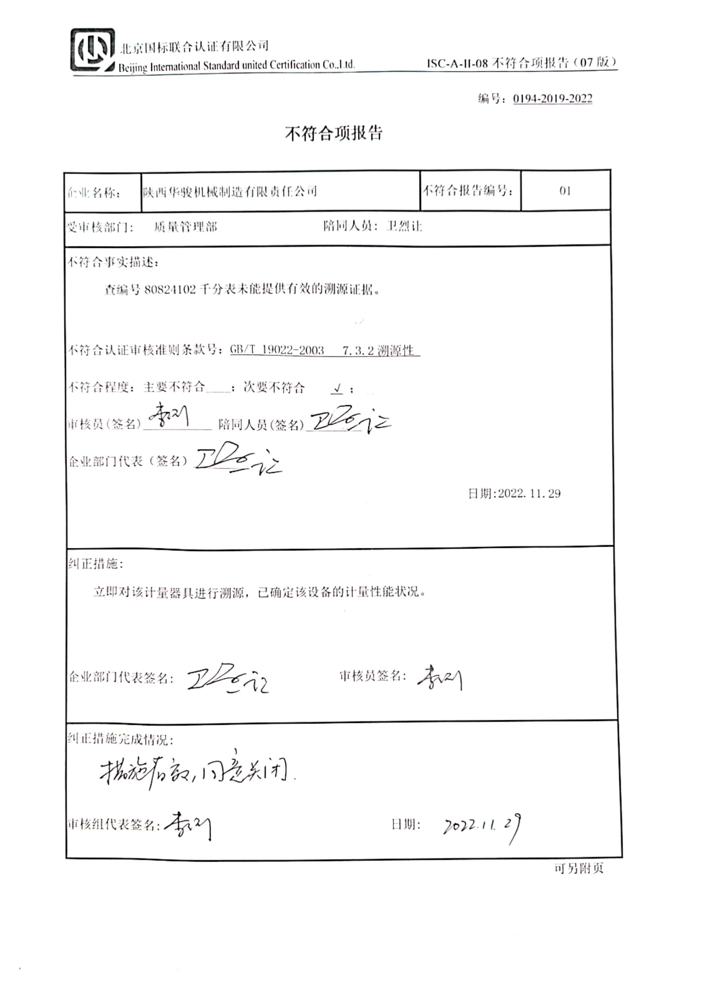 北京国标联合认证有限公司
Beijing International Standard united Certification Co.,Ltd.
ISC-A-II-08 不符合项报告（07 版）
编号：0194-2019-2022
不符合项报告
企业名称： 陕西华骏机械制造有限责任公司 不符合报告编号： 01
受审核部门： 质量管理部 陪同人员：卫烈让
不符合事实描述：
查编号 80824102 千分表未能提供有效的溯源证据。
不符合认证审核准则条款号：GB/T 19022-2003 7.3.2 溯源性
不符合程度：主要不符合____；次要不符合 √；
审核员(签名) 陪同人员(签名) 卫烈让
企业部门代表（签名） 卫烈让
日期:2022.11.29
纠正措施：
立即对该计量器具进行溯源，已确定该设备的计量性能状况。
企业部门代表签名： 卫烈让 审核员签名：
纠正措施完成情况：
措施有效,同意关闭.
审核组代表签名： 日期： 2022.11.29
可另附页